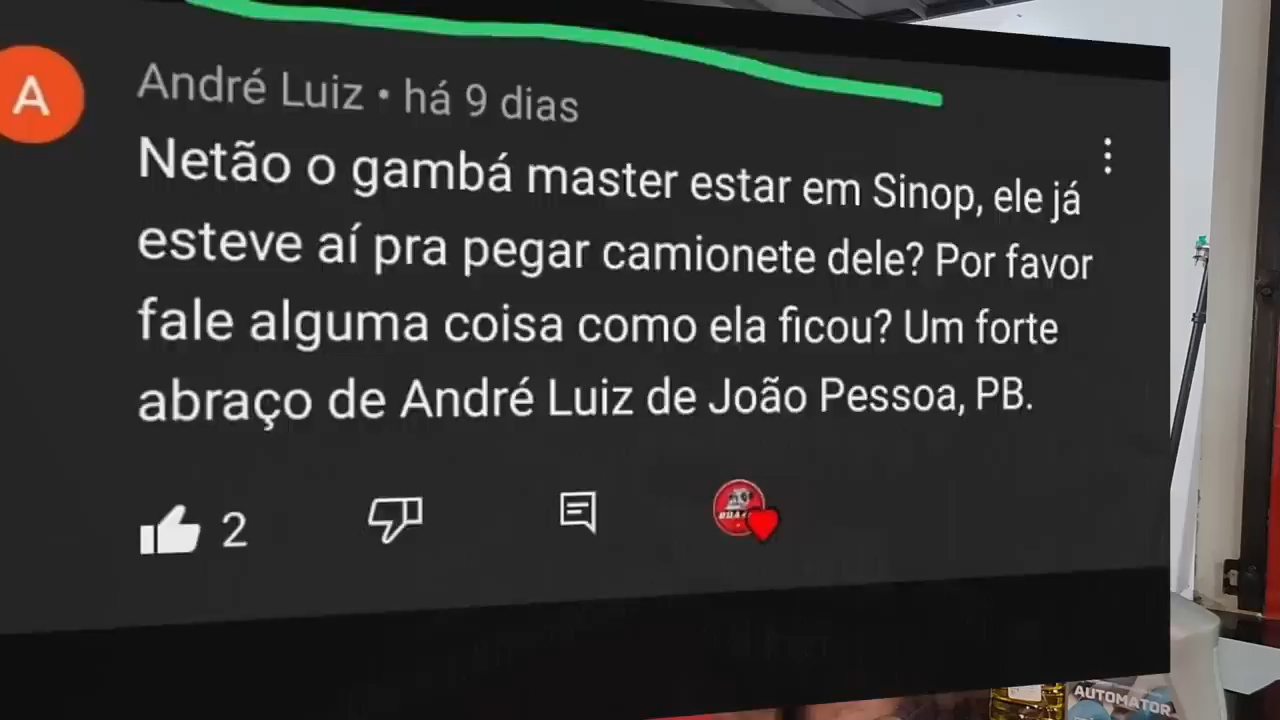 A
André Luiz • há 9 dias
Netão o gambá master estar em Sinop, ele já
esteve aí pra pegar camionete dele? Por favor
fale alguma coisa como ela ficou? Um forte
abraço de André Luiz de João Pessoa, PB.
2
AUTOMATOR